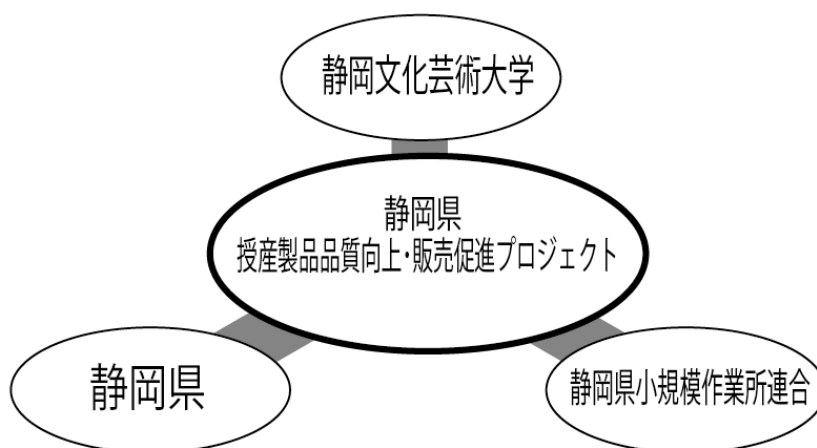 静岡文化芸術大学
静岡県
授産製品品質向上・販売促進プロジェクト
静岡県
静岡県小規模作業所連合